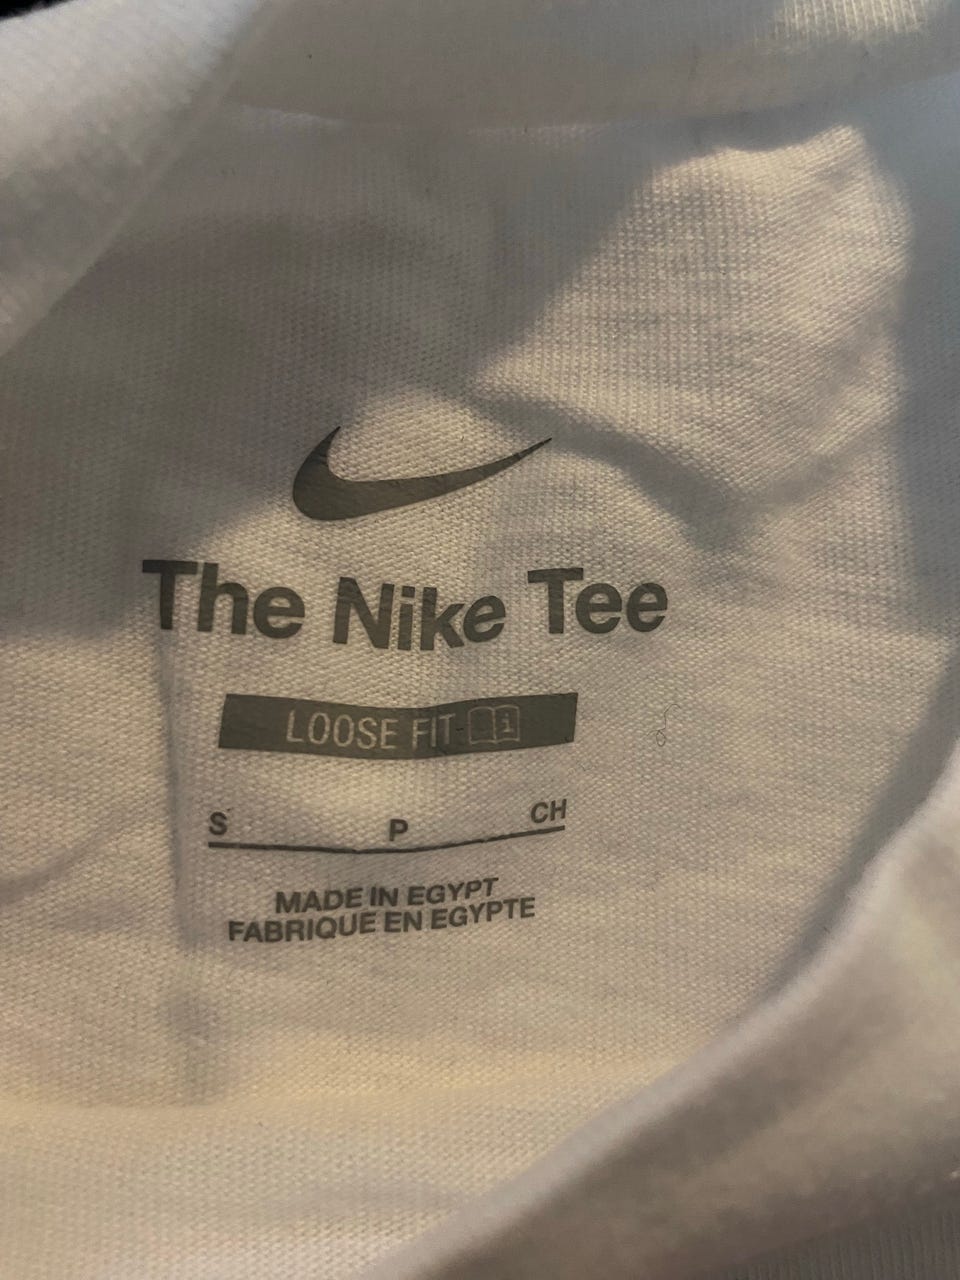 The Nike Tee
LOOSE FIT
S P CH
MADE IN EGYPT
FABRIQUE EN EGYPTE